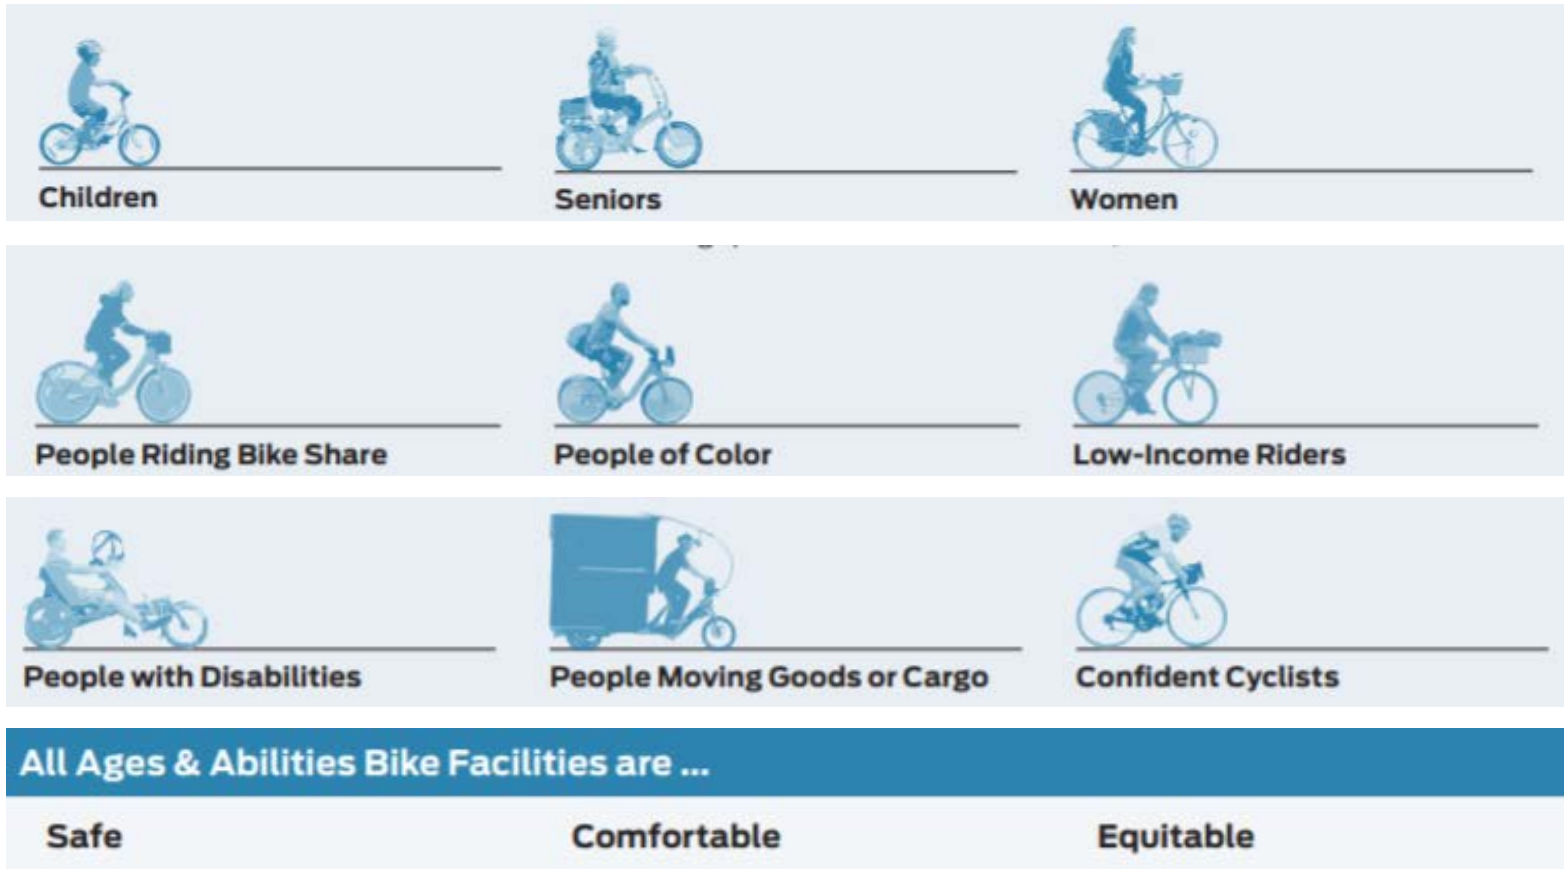 Children
Seniors
Women
People Riding Bike Share
People of Color
Low-Income Riders
People with Disabilities
People Moving Goods or Cargo
Confident Cyclists
All Ages & Abilities Bike Facilities are ...
Safe
Comfortable
Equitable